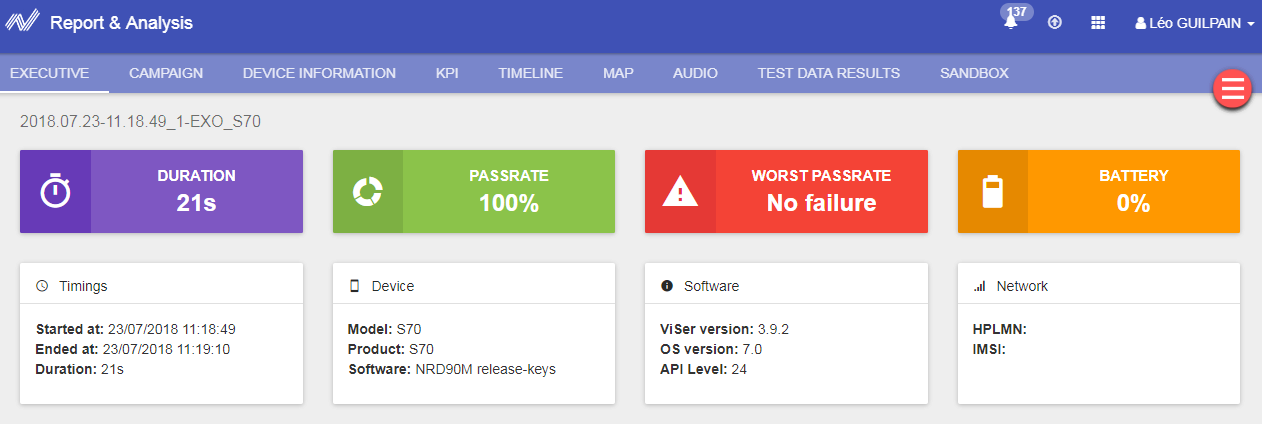 Report & Analysis
137
Léo GUILPAIN
EXECUTIVE
CAMPAIGN
DEVICE INFORMATION
KPI
TIMELINE
MAP
AUDIO
TEST DATA RESULTS
SANDBOX
2018.07.23-11.18.49_1-EXO_S70
DURATION
21s
PASSRATE
100%
WORST PASSRATE
No failure
BATTERY
0%
Timings
Started at: 23/07/2018 11:18:49
Ended at: 23/07/2018 11:19:10
Duration: 21s
Device
Model: S70
Product: S70
Software: NRD90M release-keys
Software
ViSer version: 3.9.2
OS version: 7.0
API Level: 24
Network
HPLMN:
IMSI: